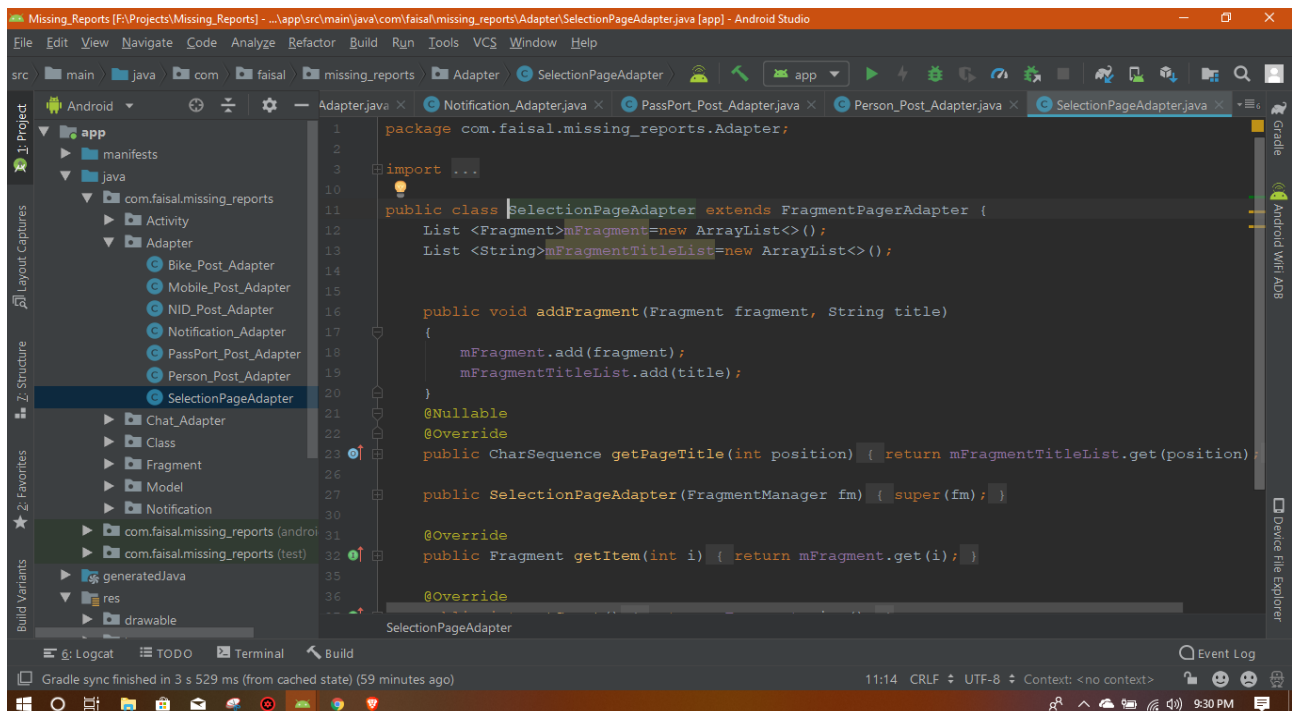 Missing_Reports [F:\Projects\Missing_Reports] - ...\app\src\main\java\com\faisal\missing_reports\Adapter\SelectionPageAdapter.java [app] - Android Studio
File Edit View Navigate Code Analyze Refactor Build Run Tools VCS Window Help
src main java com faisal missing_reports Adapter SelectionPageAdapter app
Android Adapter.java Notification_Adapter.java PassPort_Post_Adapter.java Person_Post_Adapter.java SelectionPageAdapter.java 6
1: Project
Layout Captures
Z: Structure
2: Favorites
Build Variants
app
manifests
java
com.faisal.missing_reports
Activity
Adapter
Bike_Post_Adapter
Mobile_Post_Adapter
NID_Post_Adapter
Notification_Adapter
PassPort_Post_Adapter
Person_Post_Adapter
SelectionPageAdapter
Chat_Adapter
Class
Fragment
Model
Notification
com.faisal.missing_reports (androi
com.faisal.missing_reports (test)
generatedJava
res
drawable
1 package com.faisal.missing_reports.Adapter;
2
3 import ...
10
11 public class SelectionPageAdapter extends FragmentPagerAdapter {
12 List <Fragment>mFragment=new ArrayList<>();
13 List <String>mFragmentTitleList=new ArrayList<>();
14
15
16 public void addFragment(Fragment fragment, String title)
17 {
18 mFragment.add(fragment);
19 mFragmentTitleList.add(title);
20 }
21 @Nullable
22 @Override
23 public CharSequence getPageTitle(int position) { return mFragmentTitleList.get(position);
26
27 public SelectionPageAdapter(FragmentManager fm) { super(fm); }
30
31 @Override
32 public Fragment getItem(int i) { return mFragment.get(i); }
35
36 @Override
SelectionPageAdapter
Gradle
Android WiFi ADB
Device File Explorer
6: Logcat TODO Terminal Build Event Log
Gradle sync finished in 3 s 529 ms (from cached state) (59 minutes ago) 11:14 CRLF UTF-8 Context: <no context>
9:30 PM